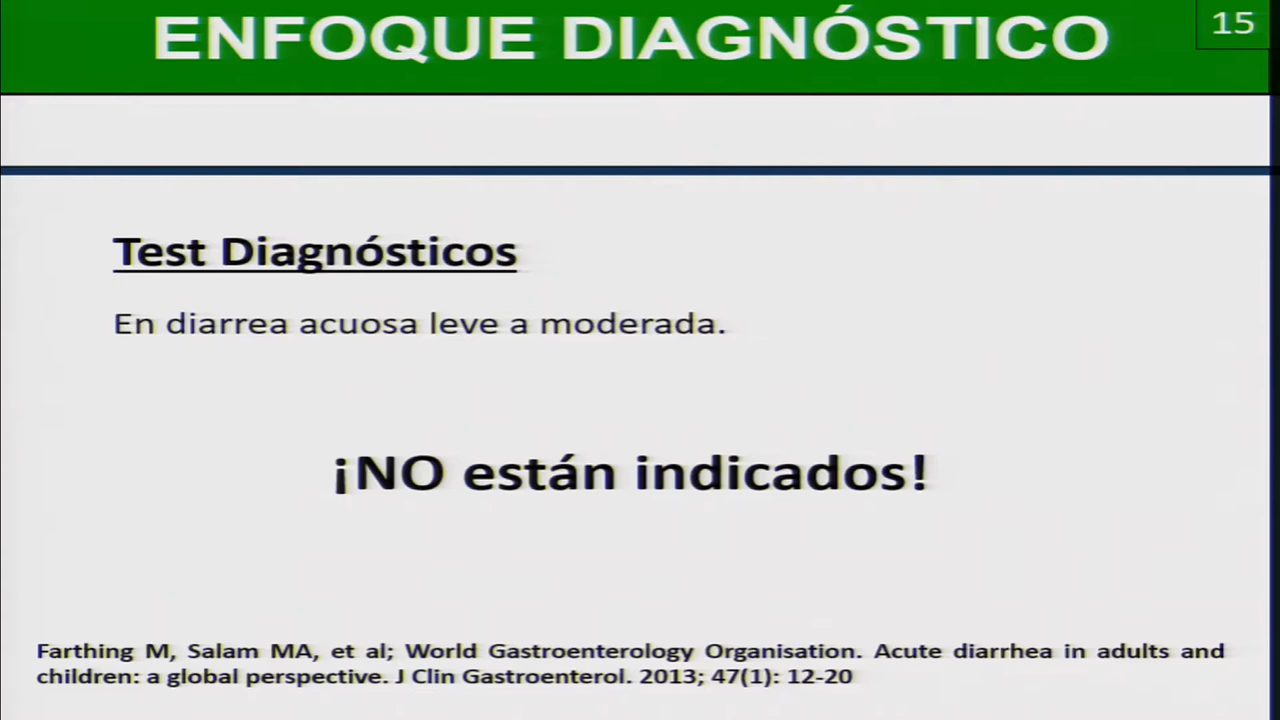 ENFOQUE DIAGNÓSTICO
15
Test Diagnósticos
En diarrea acuosa leve a moderada.
¡NO están indicados!
Farthing M, Salam MA, et al; World Gastroenterology Organisation. Acute diarrhea in adults and
children: a global perspective. J Clin Gastroenterol. 2013; 47(1): 12-20